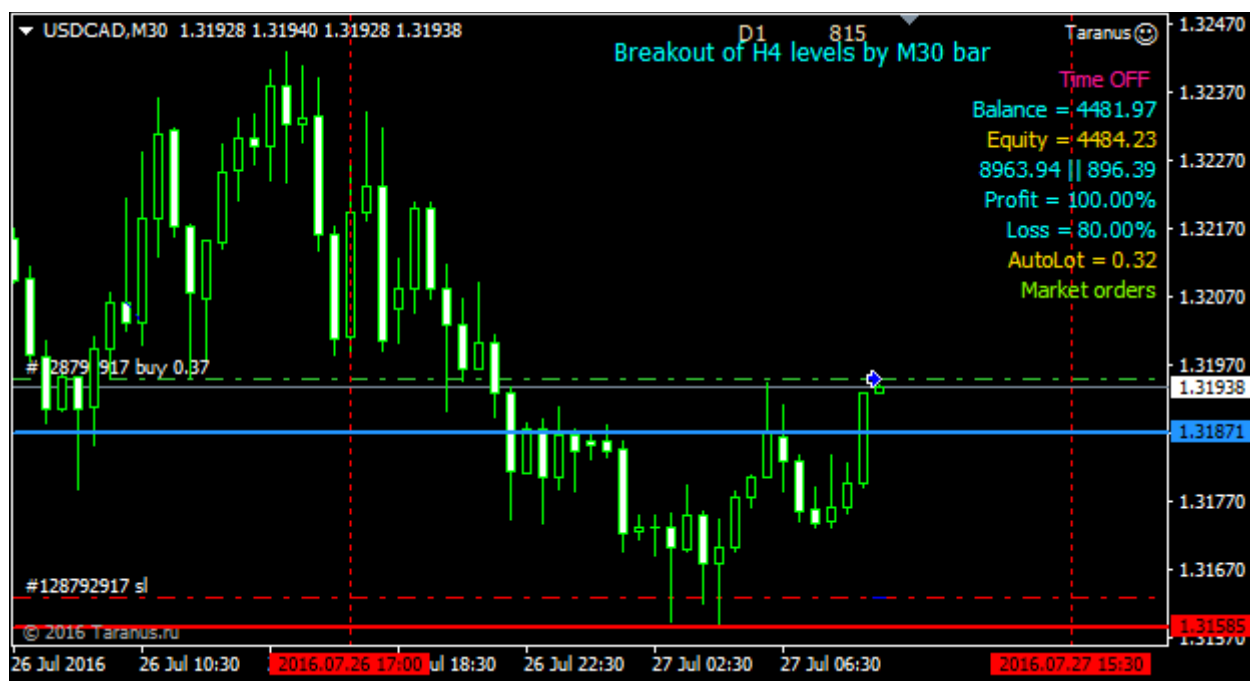 USDCAD,M30 1.31928 1.31940 1.31928 1.31938
D1 815
Taranus
Breakout of H4 levels by M30 bar
Time OFF
Balance = 4481.97
Equity = 4484.23
8963.94 || 896.39
Profit = 100.00%
Loss = 80.00%
AutoLot = 0.32
Market orders
1.32470
1.32370
1.32270
1.32170
1.32070
1.31970
1.31938
1.31871
1.31770
1.31670
1.31585
1.31570
buy 0.37
#128792917 sl
© 2016 Taranus.ru
26 Jul 2016 26 Jul 10:30 2016.07.26 17:00 ul 18:30 26 Jul 22:30 27 Jul 02:30 27 Jul 06:30 2016.07.27 15:30